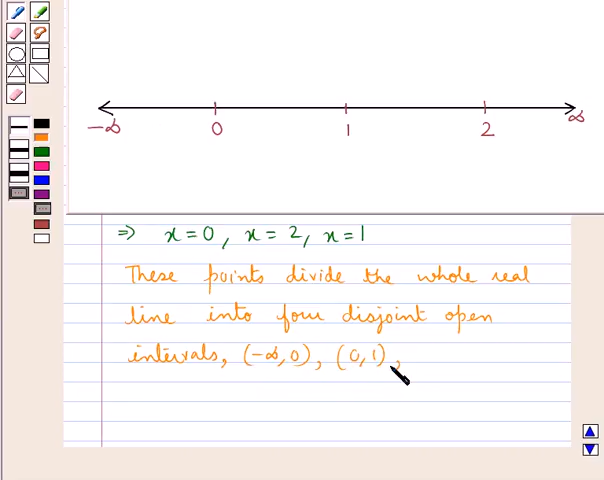 -∞ 0 1 2 ∞
⇒ x=0, x=2, x=1
These points divide the whole real
line into four disjoint open
intervals, (-∞,0), (0,1),